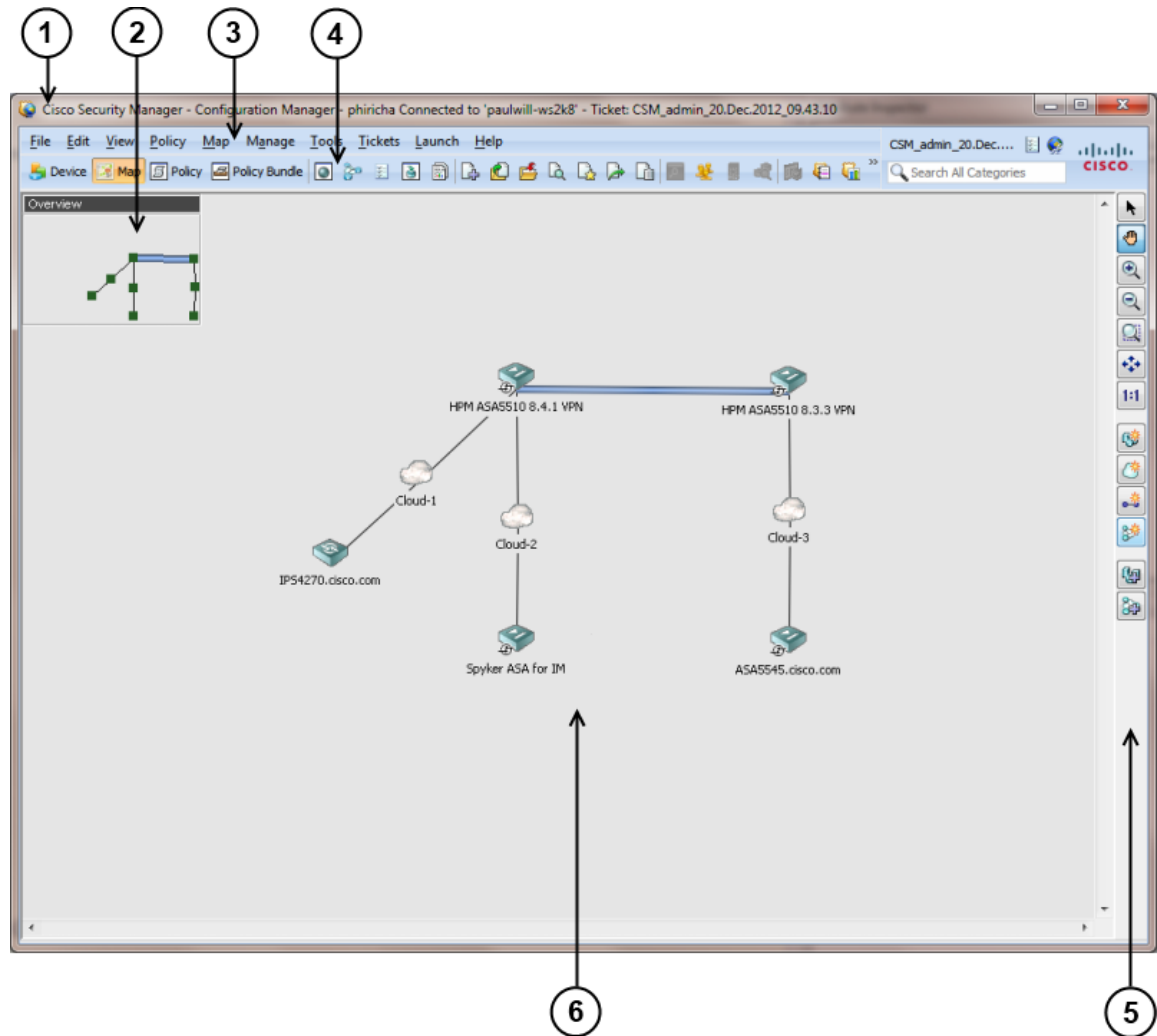 1 2 3 4
Cisco Security Manager - Configuration Manager - phiricha Connected to 'paulwill-ws2k8' - Ticket: CSM_admin_20.Dec.2012_09.43.10
File Edit View Policy Map Manage Tools Tickets Launch Help
CSM_admin_20.Dec....
CISCO
Device Map Policy Policy Bundle
»
Search All Categories
Overview
1:1
HPM ASA5510 8.4.1 VPN
HPM ASA5510 8.3.3 VPN
Cloud-1
Cloud-2
Cloud-3
IPS4270.cisco.com
Spyker ASA for IM
ASA5545.cisco.com
6 5